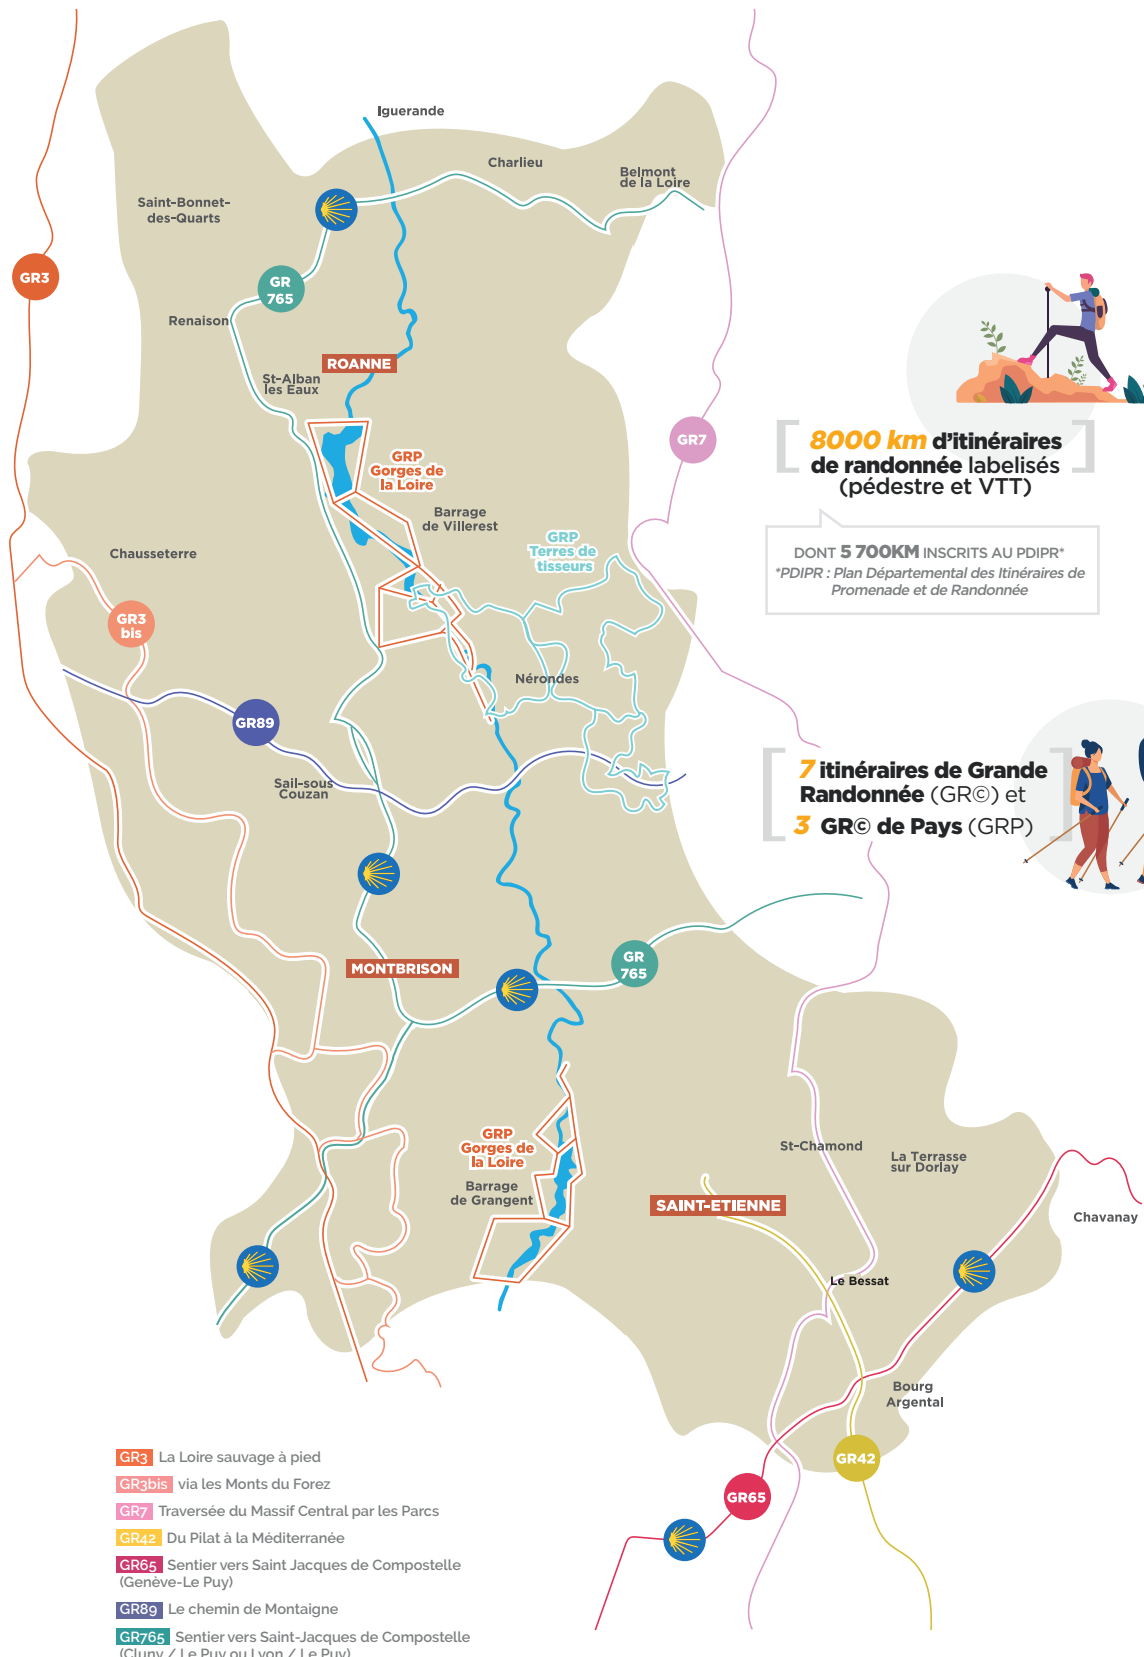 Iguerande
Charlieu
Belmont
de la Loire
Saint-Bonnet-
des-Quarts
GR3
GR
765
Renaison
ROANNE
St-Alban
les Eaux
GR7
8000 km d'itinéraires
de randonnée labelisés
(pédestre et VTT)
GRP
Gorges de
la Loire
Barrage
de Villerest
GRP
Terres de
tisseurs
DONT 5 700KM INSCRITS AU PDIPR*
*PDIPR : Plan Départemental des Itinéraires de
Promenade et de Randonnée
Chausseterre
GR3
bis
Nérondes
GR89
Sail-sous
Couzan
7 itinéraires de Grande
Randonnée (GR©) et
3 GR© de Pays (GRP)
MONTBRISON
GR
765
GRP
Gorges de
la Loire
Barrage
de Grangent
St-Chamond
La Terrasse
sur Dorlay
SAINT-ETIENNE
Chavanay
Le Bessat
Bourg
Argental
GR42
GR65
GR3 La Loire sauvage à pied
GR3bis via les Monts du Forez
GR7 Traversée du Massif Central par les Parcs
GR42 Du Pilat à la Méditerranée
GR65 Sentier vers Saint Jacques de Compostelle
(Genève-Le Puy)
GR89 Le chemin de Montaigne
GR765 Sentier vers Saint-Jacques de Compostelle
(Cluny / Le Puy ou Lyon / Le Puy)